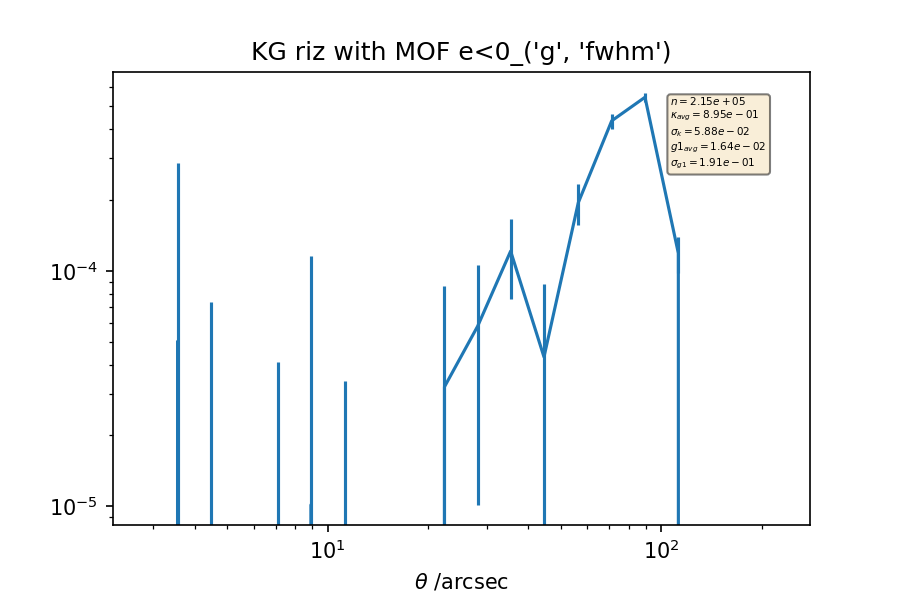 KG riz with MOF e<0_('g', 'fwhm')
n = 2.15e + 05
κavg = 8.95e − 01
σk = 5.88e − 02
g1avg = 1.64e − 02
σg1 = 1.91e − 01
10⁻⁴
10⁻⁵
10¹ 10²
θ /arcsec